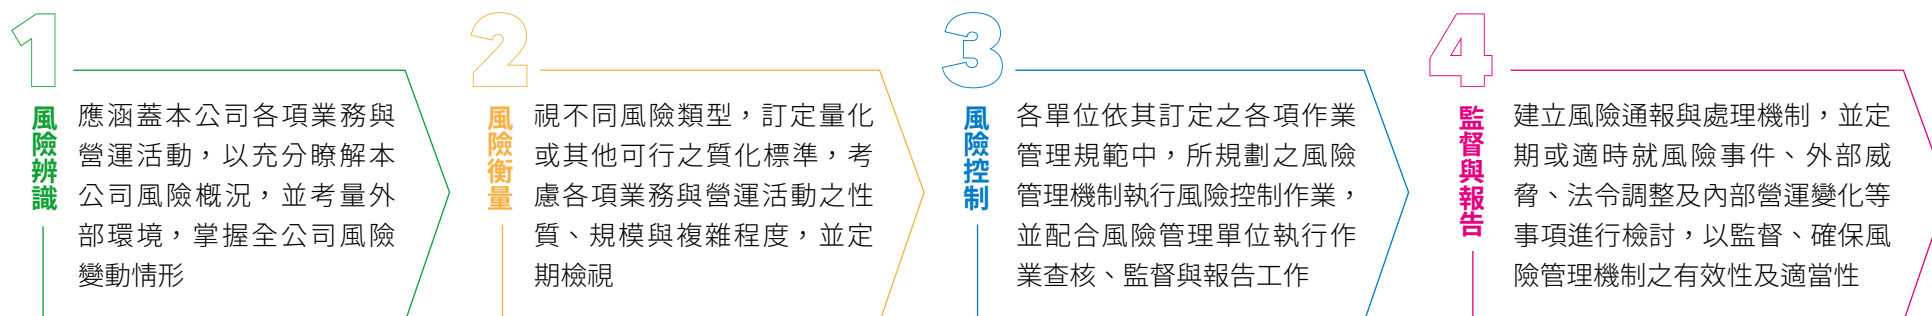 1
風險辨識
應涵蓋本公司各項業務與
營運活動，以充分瞭解本
公司風險概況，並考量外
部環境，掌握全公司風險
變動情形
2
風險衡量
視不同風險類型，訂定量化
或其他可行之質化標準，考
慮各項業務與營運活動之性
質、規模與複雜程度，並定
期檢視
3
風險控制
各單位依其訂定之各項作業
管理規範中，所規劃之風險
管理機制執行風險控制作業，
並配合風險管理單位執行作
業查核、監督與報告工作
4
監督與報告
建立風險通報與處理機制，並定
期或適時就風險事件、外部威
脅、法令調整及內部營運變化等
事項進行檢討，以監督、確保風
險管理機制之有效性及適當性